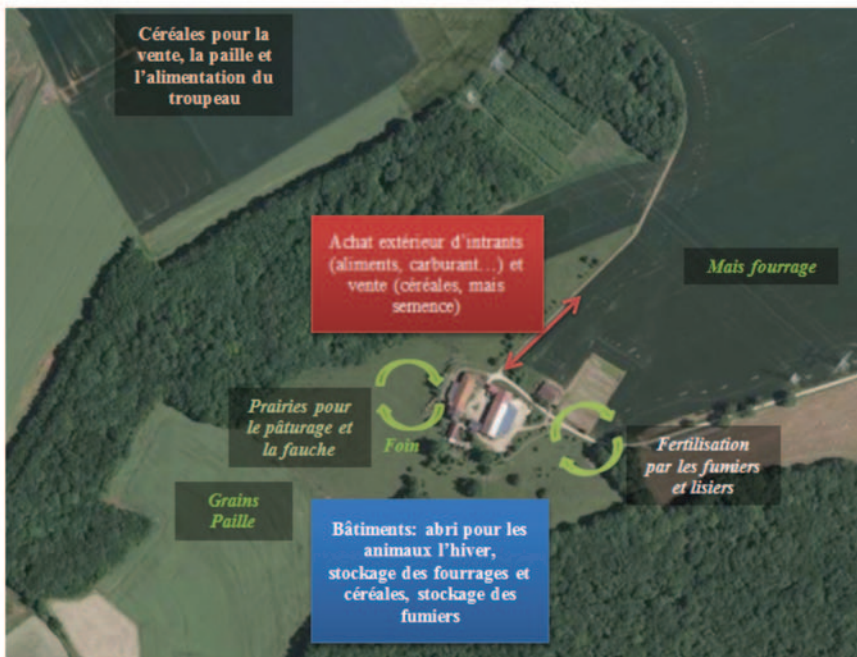 Céréales pour la
vente, la paille et
l'alimentation du
troupeau
Achat extérieur d'intrants
(aliments, carburant…) et
vente (céréales, mais
semence)
Mais fourrage
Prairies pour
le pâturage et
la fauche
Foin
Fertilisation
par les fumiers
et lisiers
Grains
Paille
Bâtiments: abri pour les
animaux l'hiver,
stockage des fourrages et
céréales, stockage des
fumiers